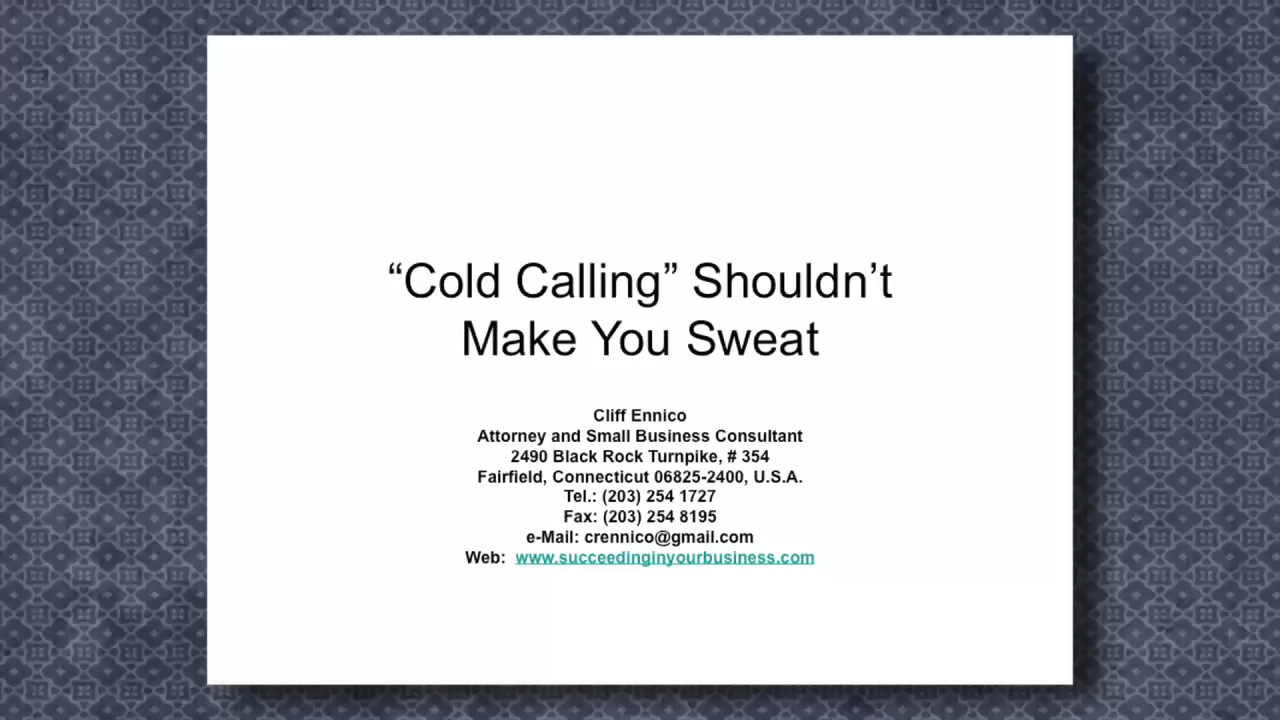 “Cold Calling” Shouldn’t
Make You Sweat
Cliff Ennico
Attorney and Small Business Consultant
2490 Black Rock Turnpike, # 354
Fairfield, Connecticut 06825-2400, U.S.A.
Tel.: (203) 254 1727
Fax: (203) 254 8195
e-Mail: crennico@gmail.com
Web: www.succeedinginyourbusiness.com